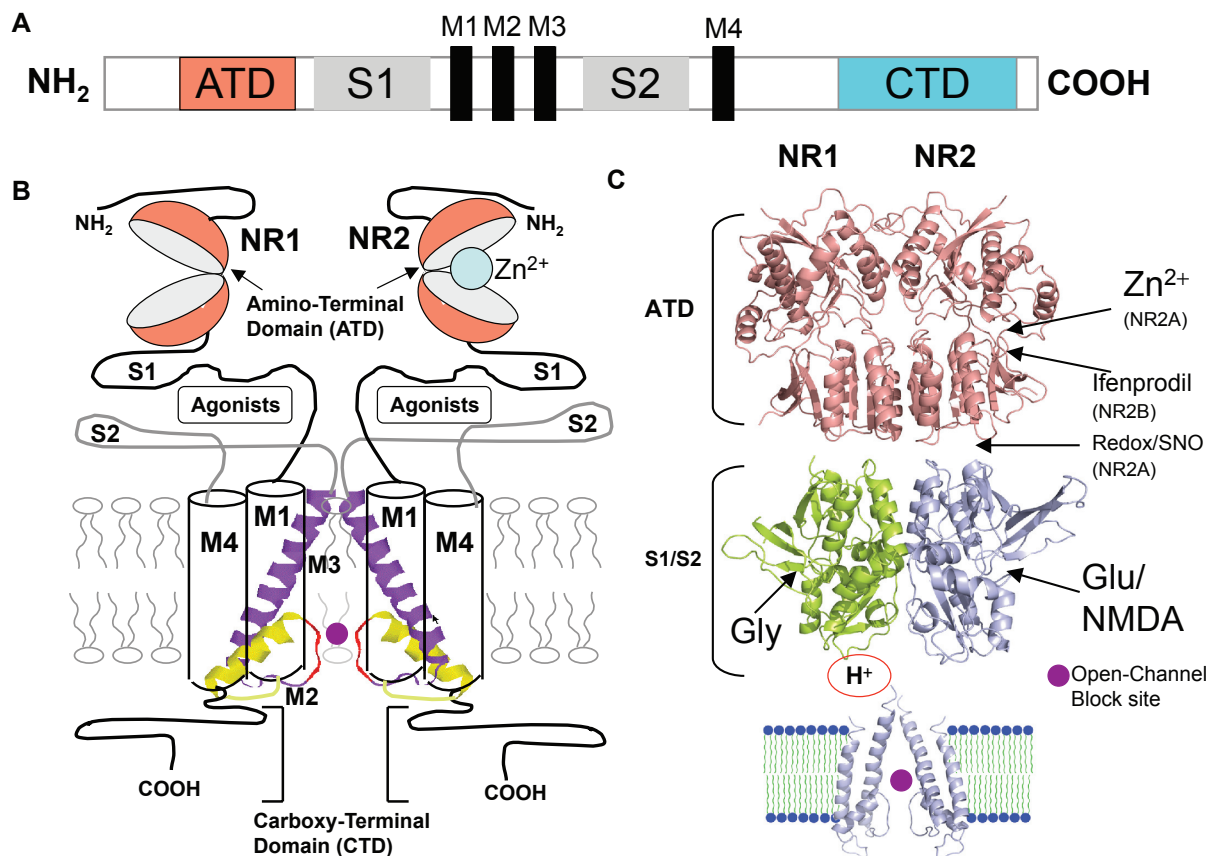 A
M1 M2 M3
M4
NH2 ATD S1 S2 CTD COOH
B
NH2
NR1
NR2
NH2
Zn2+
Amino-Terminal
Domain (ATD)
S1
S1
Agonists
Agonists
S2
S2
M4
M1
M3
M1
M4
M2
COOH
COOH
Carboxy-Terminal
Domain (CTD)
C
NR1 NR2
ATD
Zn2+
(NR2A)
Ifenprodil
(NR2B)
Redox/SNO
(NR2A)
S1/S2
Gly
Glu/
NMDA
H+
Open-Channel
Block site